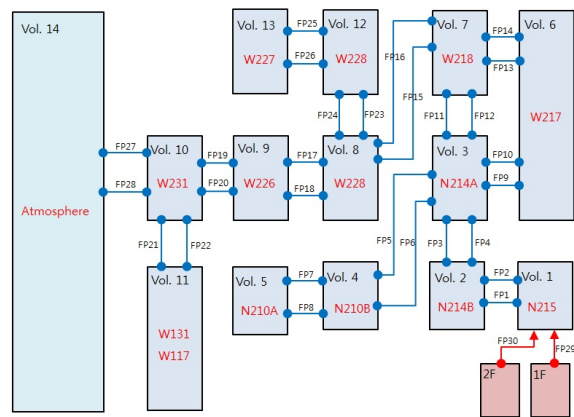 Vol. 14
Atmosphere
Vol. 13
W227
FP25
FP26
Vol. 12
W228
FP16
FP15
Vol. 7
W218
FP14
FP13
Vol. 6
W217
FP24
FP23
FP11
FP12
FP27
FP28
Vol. 10
W231
FP19
FP20
Vol. 9
W226
FP17
FP18
Vol. 8
W228
Vol. 3
N214A
FP10
FP9
FP21
FP22
FP5
FP6
FP3
FP4
Vol. 11
W131
W117
Vol. 5
N210A
FP7
FP8
Vol. 4
N210B
Vol. 2
N214B
FP2
FP1
Vol. 1
N215
FP30
FP29
2F
1F